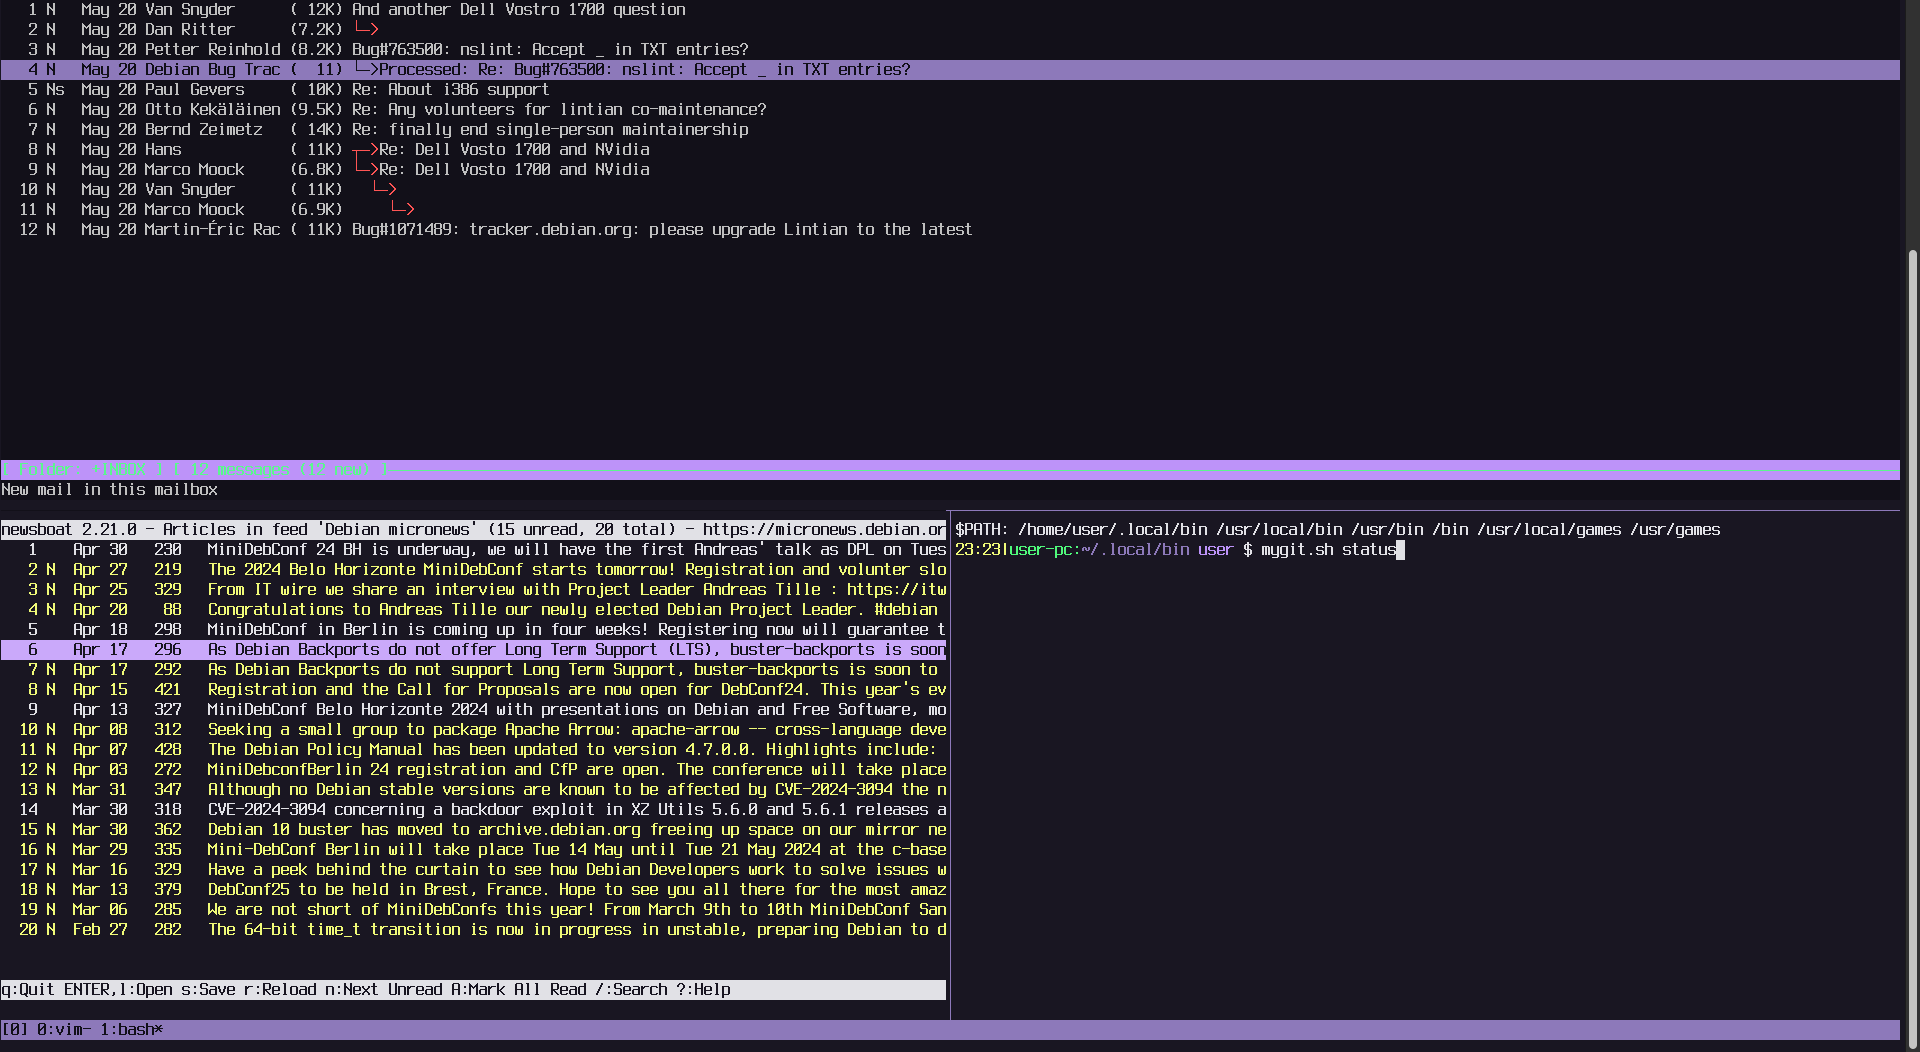 1 N   May 20 Van Snyder      ( 12K) And another Dell Vostro 1700 question
2 N   May 20 Dan Ritter      (7.2K) └─>
3 N   May 20 Petter Reinhold (8.2K) Bug#763500: nslint: Accept _ in TXT entries?
4 N   May 20 Debian Bug Trac (  11) └─>Processed: Re: Bug#763500: nslint: Accept _ in TXT entries?
5 Ns  May 20 Paul Gevers     ( 10K) Re: About i386 support
6 N   May 20 Otto Kekäläinen (9.5K) Re: Any volunteers for lintian co-maintenance?
7 N   May 20 Bernd Zeimetz   ( 14K) Re: finally end single-person maintainership
8 N   May 20 Hans            ( 11K) ┬─>Re: Dell Vosto 1700 and NVidia
9 N   May 20 Marco Moock     (6.8K) └─>Re: Dell Vosto 1700 and NVidia
10 N   May 20 Van Snyder      ( 11K)   └─>
11 N   May 20 Marco Moock     (6.9K)     └─>
12 N   May 20 Martin-Éric Rac ( 11K) Bug#1071489: tracker.debian.org: please upgrade Lintian to the latest
[ Folder: +INBOX ] [ 12 messages (12 new) ]
New mail in this mailbox
newsboat 2.21.0 - Articles in feed 'Debian micronews' (15 unread, 20 total) - https://micronews.debian.or
1    Apr 30   230   MiniDebConf 24 BH is underway, we will have the first Andreas' talk as DPL on Tues
2 N  Apr 27   219   The 2024 Belo Horizonte MiniDebConf starts tomorrow! Registration and volunter slo
3 N  Apr 25   329   From IT wire we share an interview with Project Leader Andreas Tille : https://itw
4 N  Apr 20    88   Congratulations to Andreas Tille our newly elected Debian Project Leader. #debian
5    Apr 18   298   MiniDebConf in Berlin is coming up in four weeks! Registering now will guarantee t
6    Apr 17   296   As Debian Backports do not offer Long Term Support (LTS), buster-backports is soon
7 N  Apr 17   292   As Debian Backports do not support Long Term Support, buster-backports is soon to
8 N  Apr 15   421   Registration and the Call for Proposals are now open for DebConf24. This year's ev
9    Apr 13   327   MiniDebConf Belo Horizonte 2024 with presentations on Debian and Free Software, mo
10 N  Apr 08   312   Seeking a small group to package Apache Arrow: apache-arrow -- cross-language deve
11 N  Apr 07   428   The Debian Policy Manual has been updated to version 4.7.0.0. Highlights include:
12 N  Apr 03   272   MiniDebconfBerlin 24 registration and CfP are open. The conference will take place
13 N  Mar 31   347   Although no Debian stable versions are known to be affected by CVE-2024-3094 the n
14    Mar 30   318   CVE-2024-3094 concerning a backdoor exploit in XZ Utils 5.6.0 and 5.6.1 releases a
15 N  Mar 30   362   Debian 10 buster has moved to archive.debian.org freeing up space on our mirror ne
16 N  Mar 29   335   Mini-DebConf Berlin will take place Tue 14 May until Tue 21 May 2024 at the c-base
17 N  Mar 16   329   Have a peek behind the curtain to see how Debian Developers work to solve issues w
18 N  Mar 13   379   DebConf25 to be held in Brest, France. Hope to see you all there for the most amaz
19 N  Mar 06   285   We are not short of MiniDebConfs this year! From March 9th to 10th MiniDebConf San
20 N  Feb 27   282   The 64-bit time_t transition is now in progress in unstable, preparing Debian to d
q:Quit ENTER,l:Open s:Save r:Reload n:Next Unread A:Mark All Read /:Search ?:Help
$PATH: /home/user/.local/bin /usr/local/bin /usr/bin /bin /usr/local/games /usr/games
23:23|user-pc:~/.local/bin user $ mygit.sh status
[0] 0:vim- 1:bash*